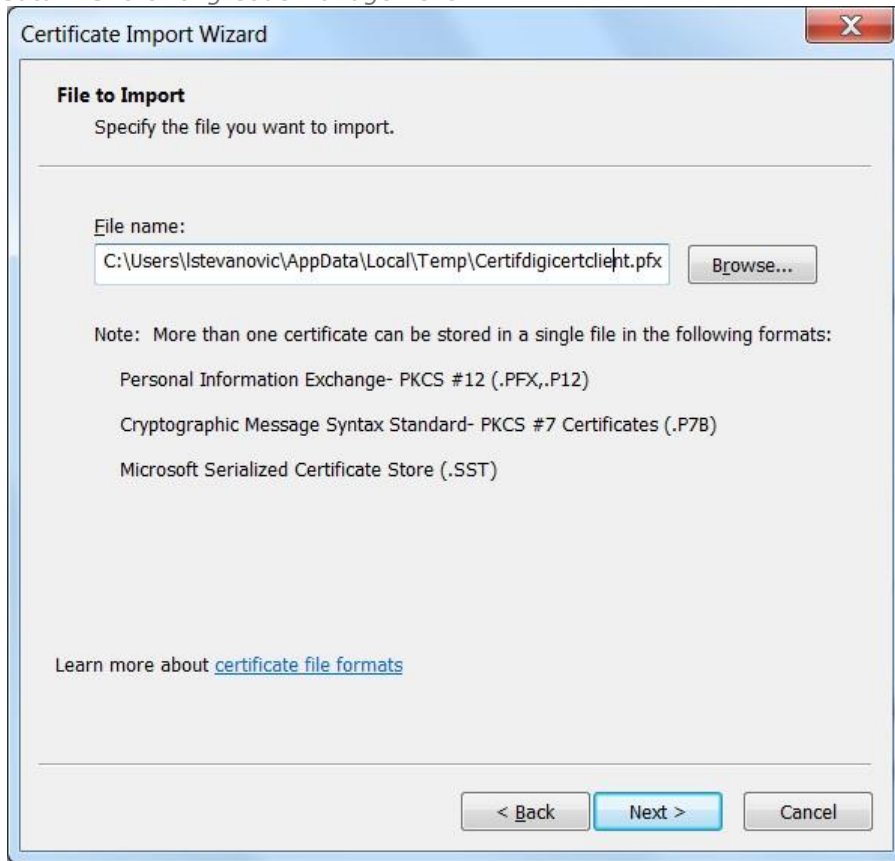 Certificate Import Wizard
File to Import
Specify the file you want to import.
File name:
C:\Users\lstevanovic\AppData\Local\Temp\Certifdigicertclient.pfx
Browse...
Note: More than one certificate can be stored in a single file in the following formats:
Personal Information Exchange- PKCS #12 (.PFX,.P12)
Cryptographic Message Syntax Standard- PKCS #7 Certificates (.P7B)
Microsoft Serialized Certificate Store (.SST)
Learn more about certificate file formats
< Back
Next >
Cancel